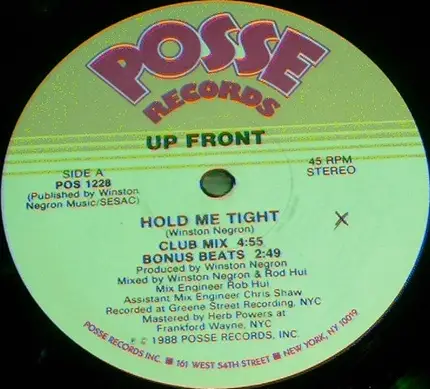 POSSE
RECORDS
UP FRONT
SIDE A
POS 1228
(Published by Winston
Negron Music/SESAC)
45 RPM
STEREO
HOLD ME TIGHT
(Winston Negron)
CLUB MIX 4:55
BONUS BEATS 2:49
Produced by Winston Negron
Mixed by Winston Negron & Rod Hui
Mix Engineer Rob Hui
Assistant Mix Engineer Chris Shaw
Recorded at Greene Street Recording, NYC
Mastered by Herb Powers at
Frankford Wayne, NYC
℗ © 1988 POSSE RECORDS, INC.
POSSE RECORDS INC. ■ 161 WEST 54TH STREET ■ NEW YORK, NY 10019